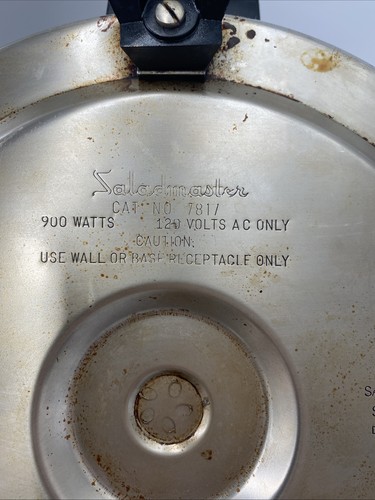 Saladmaster
CAT. NO 7817
900 WATTS 120 VOLTS AC ONLY
CAUTION:
USE WALL OR BASE RECEPTACLE ONLY